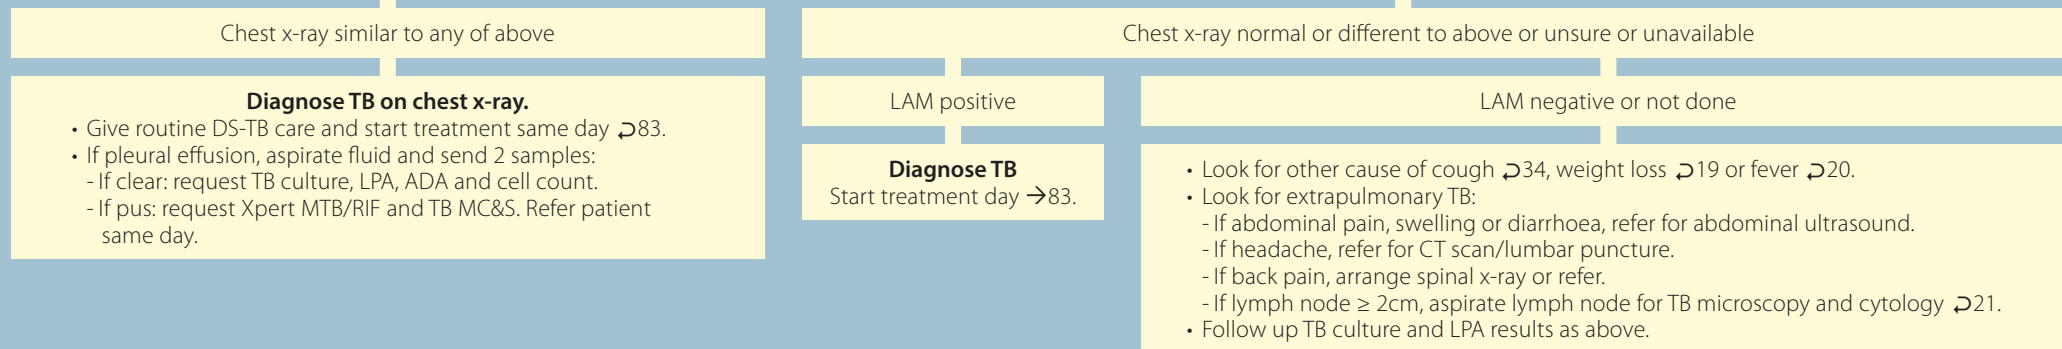 Chest x-ray similar to any of above
Chest x-ray normal or different to above or unsure or unavailable
Diagnose TB on chest x-ray.
• Give routine DS-TB care and start treatment same day ⮌83.
• If pleural effusion, aspirate fluid and send 2 samples:
- If clear: request TB culture, LPA, ADA and cell count.
- If pus: request Xpert MTB/RIF and TB MC&S. Refer patient
same day.
LAM positive
Diagnose TB
Start treatment day →83.
LAM negative or not done
• Look for other cause of cough ⮌34, weight loss ⮌19 or fever ⮌20.
• Look for extrapulmonary TB:
- If abdominal pain, swelling or diarrhoea, refer for abdominal ultrasound.
- If headache, refer for CT scan/lumbar puncture.
- If back pain, arrange spinal x-ray or refer.
- If lymph node ≥ 2cm, aspirate lymph node for TB microscopy and cytology ⮌21.
• Follow up TB culture and LPA results as above.